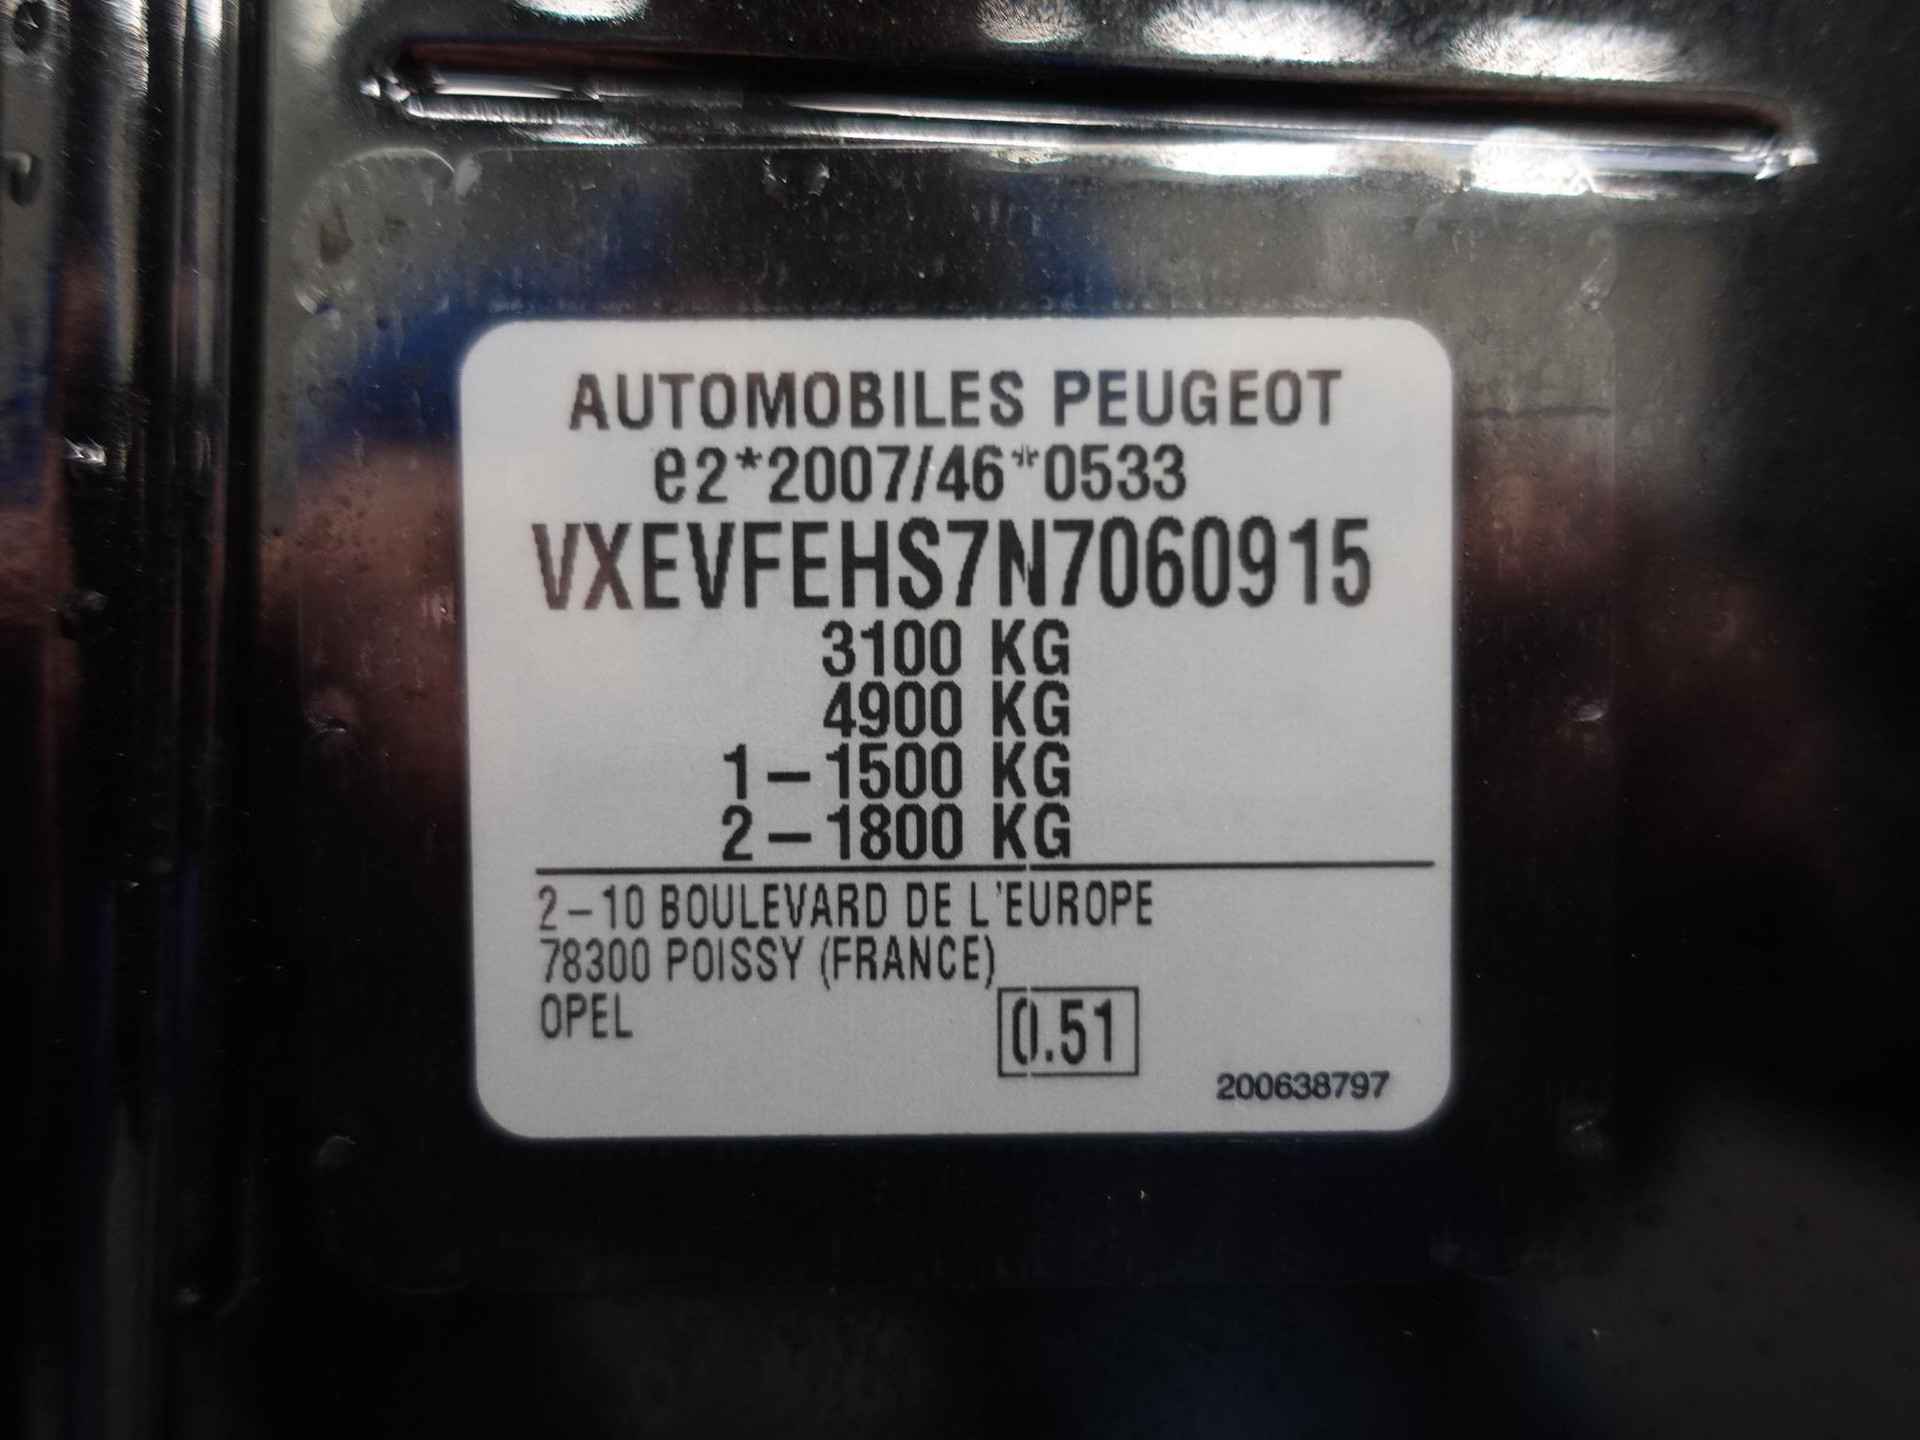 AUTOMOBILES PEUGEOT
e2*2007/46*0533
VXEVFEHS7N7060915
3100 KG
4900 KG
1-1500 KG
2-1800 KG
2-10 BOULEVARD DE L'EUROPE
78300 POISSY (FRANCE)
OPEL
0.51
200638797